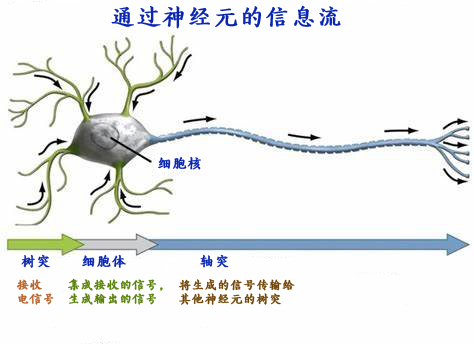 通过神经元的信息流
细胞核
树突 细胞体 轴突
接收 集成接收的信号， 将生成的信号传输给
电信号 生成输出的信号 其他神经元的树突